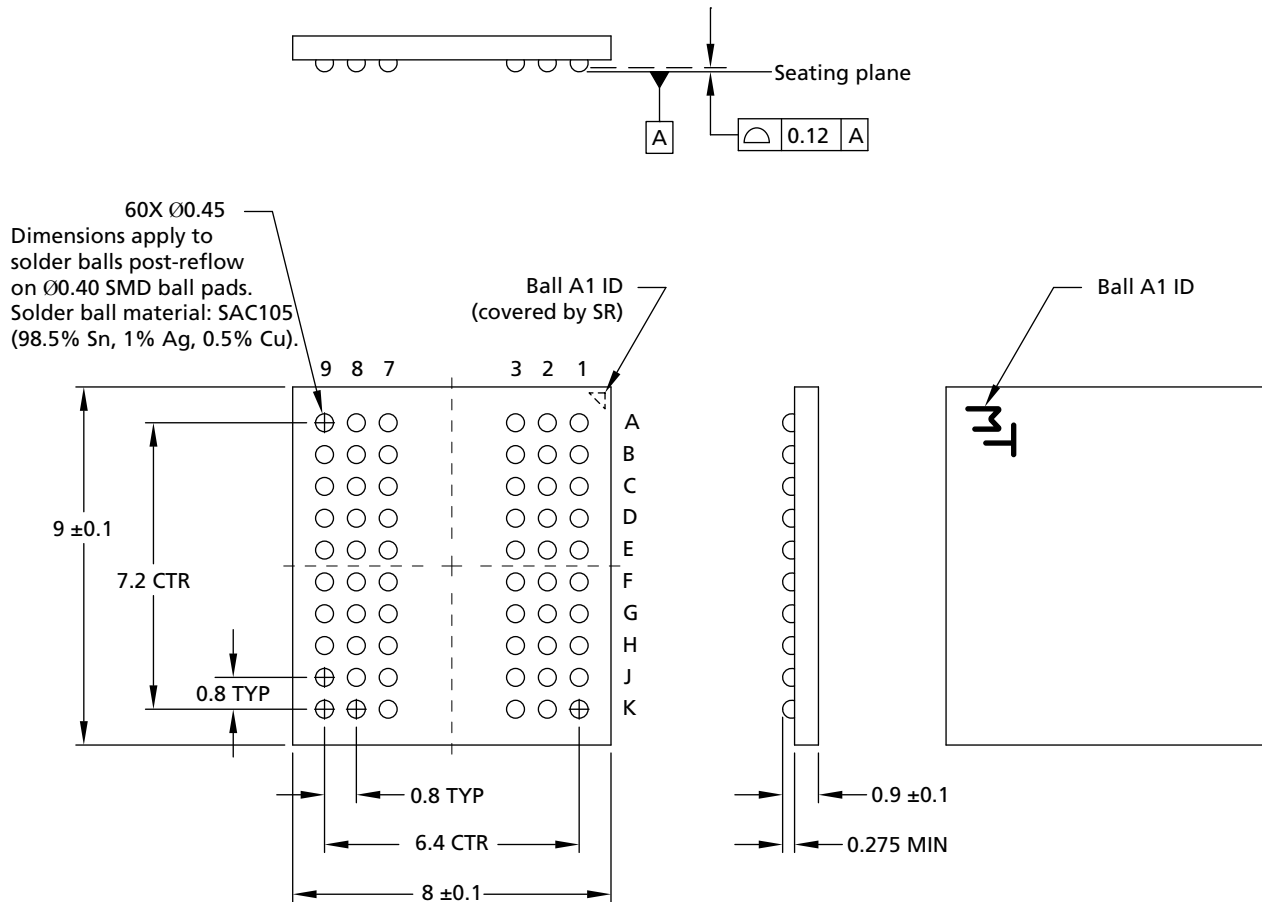 Seating plane
A
0.12 A
60X Ø0.45
Dimensions apply to
solder balls post-reflow
on Ø0.40 SMD ball pads.
Solder ball material: SAC105
(98.5% Sn, 1% Ag, 0.5% Cu).
Ball A1 ID
(covered by SR)
Ball A1 ID
9 8 7 3 2 1
A
B
C
D
E
F
G
H
J
K
9 ±0.1
7.2 CTR
0.8 TYP
0.8 TYP
6.4 CTR
8 ±0.1
0.9 ±0.1
0.275 MIN
MT